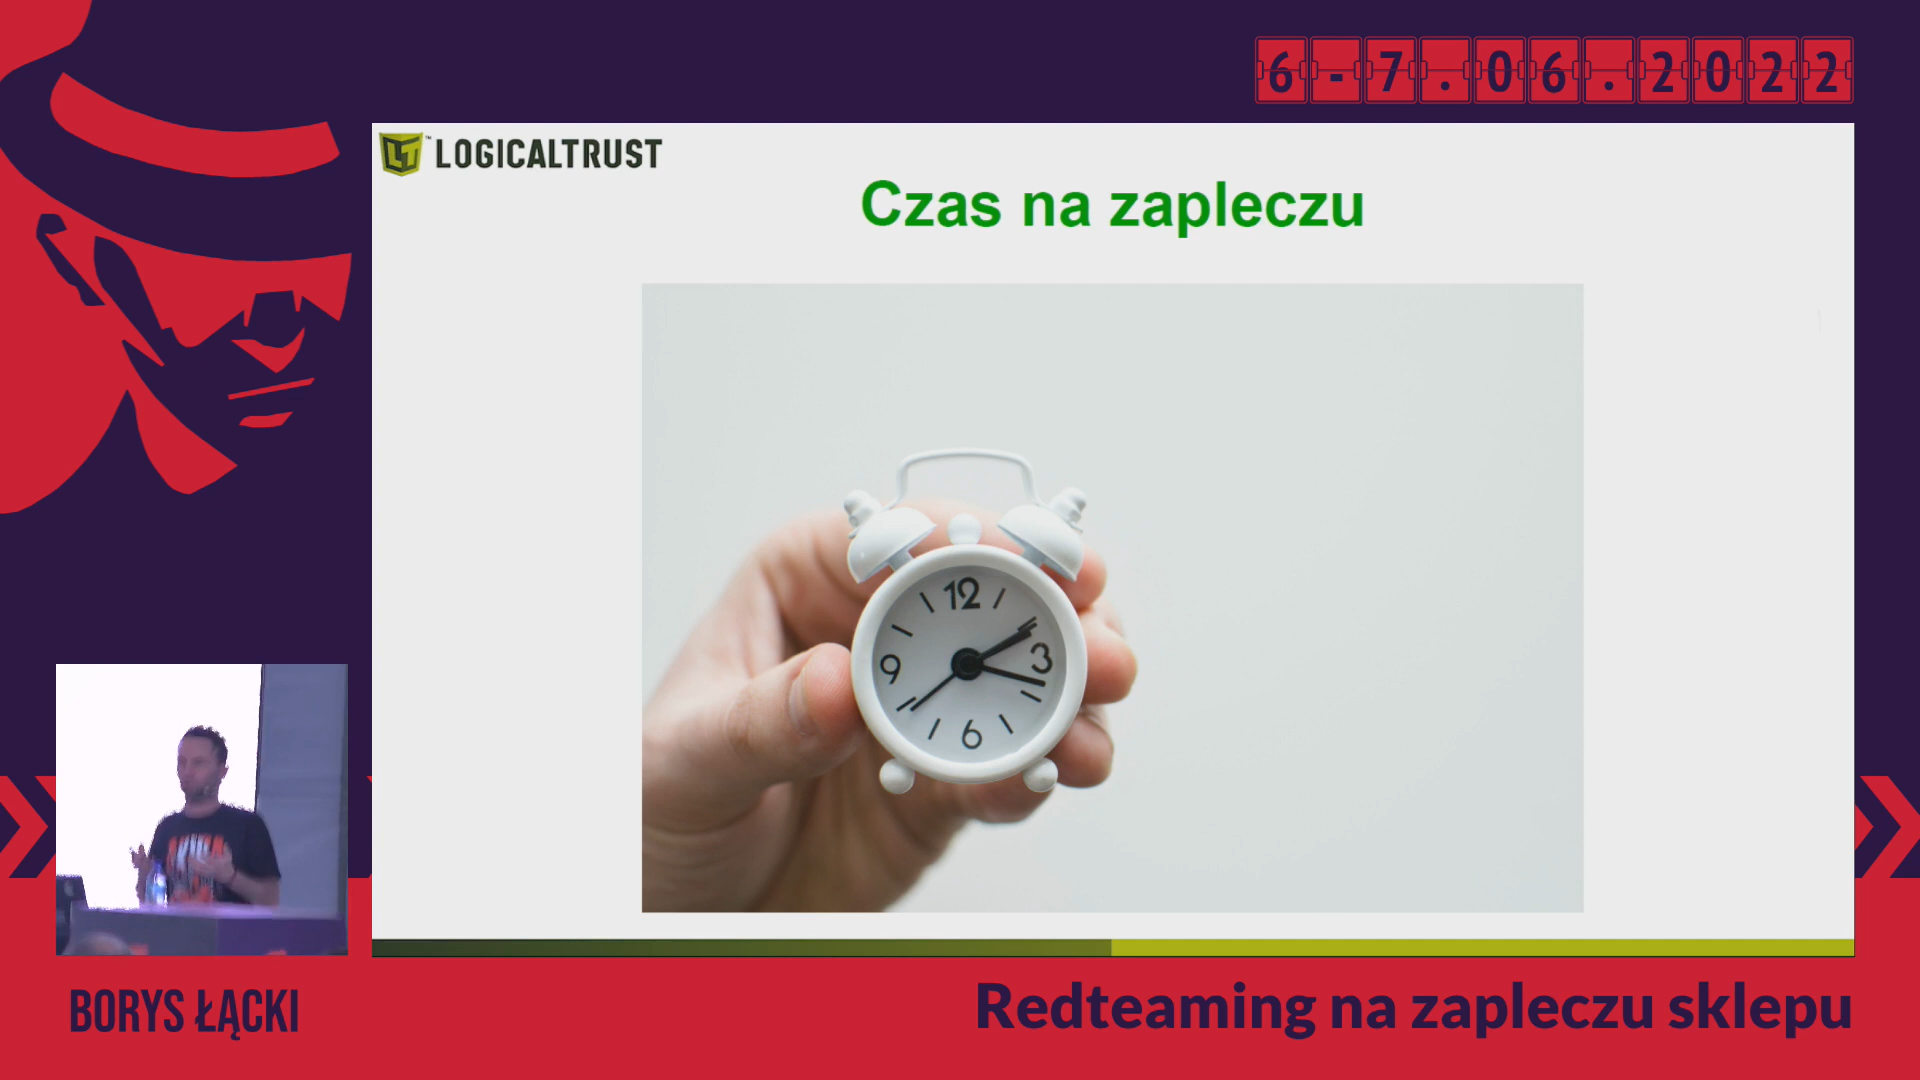 6-7.06.2022
LOGICALTRUST
Czas na zapleczu
12
3
6
9
BORYS ŁĄCKI
Redteaming na zapleczu sklepu